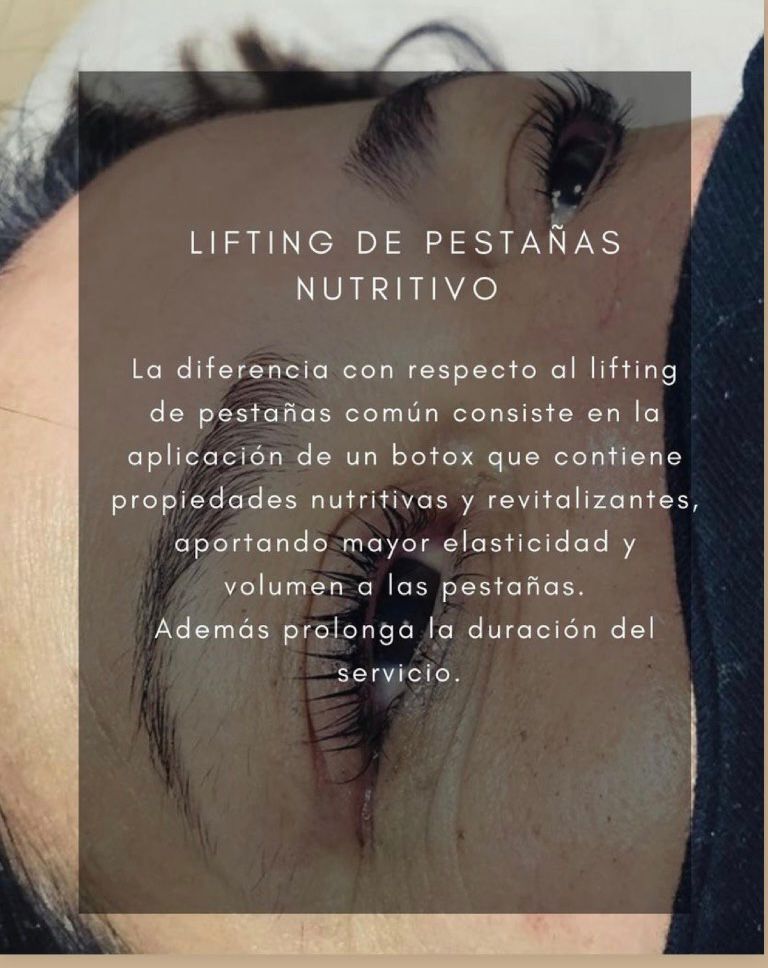 LIFTING DE PESTAÑAS
NUTRITIVO
La diferencia con respecto al lifting
de pestañas común consiste en la
aplicación de un botox que contiene
propiedades nutritivas y revitalizantes,
aportando mayor elasticidad y
volumen a las pestañas.
Además prolonga la duración del
servicio.